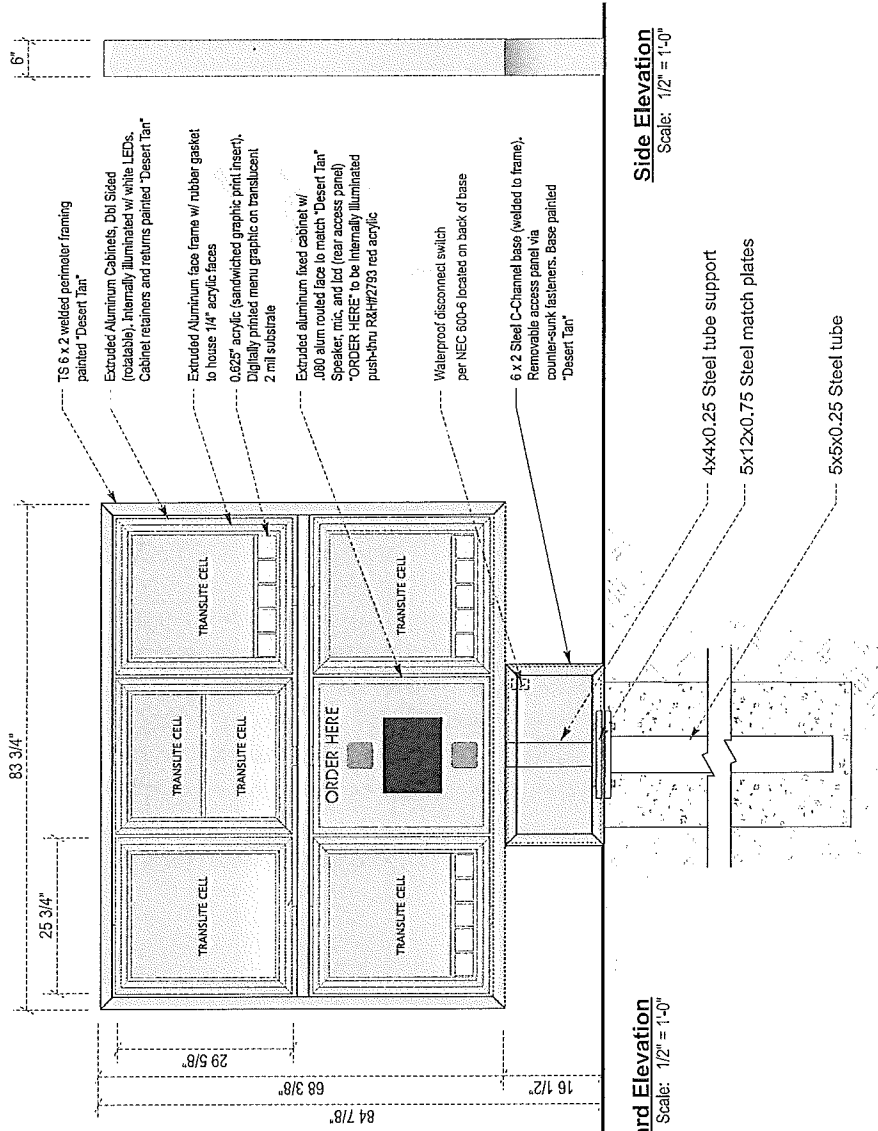 83 3/4"
25 3/4"
6"
29 5/8"
68 3/8"
84 7/8"
16 1/2"
TRANSLITE CELL
TRANSLITE CELL
TRANSLITE CELL
TRANSLITE CELL
TRANSLITE CELL
ORDER HERE
TRANSLITE CELL
TS 6 x 2 welded perimeter framing
painted "Desert Tan"
Extruded Aluminum Cabinets, Dbl Sided
(rotatable). Internally illuminated w/ white LEDs.
Cabinet retainers and returns painted "Desert Tan"
Extruded Aluminum face frame w/ rubber gasket
to house 1/4" acrylic faces
0.625" acrylic (sandwiched graphic print insert).
Digitally printed menu graphic on translucent
2 mil substrate
Extruded aluminum fixed cabinet w/
.080 alum routed face to match "Desert Tan"
Speaker, mic, and lcd (rear access panel)
"ORDER HERE" to be Internally illuminated
push-thru R&H#2793 red acrylic
Waterproof disconnect switch
per NEC 600-6 located on back of base
6 x 2 Steel C-Channel base (welded to frame).
Removable access panel via
counter-sunk fasteners. Base painted
"Desert Tan"
4x4x0.25 Steel tube support
5x12x0.75 Steel match plates
5x5x0.25 Steel tube
ard Elevation
Scale: 1/2" = 1'-0"
Side Elevation
Scale: 1/2" = 1'-0"